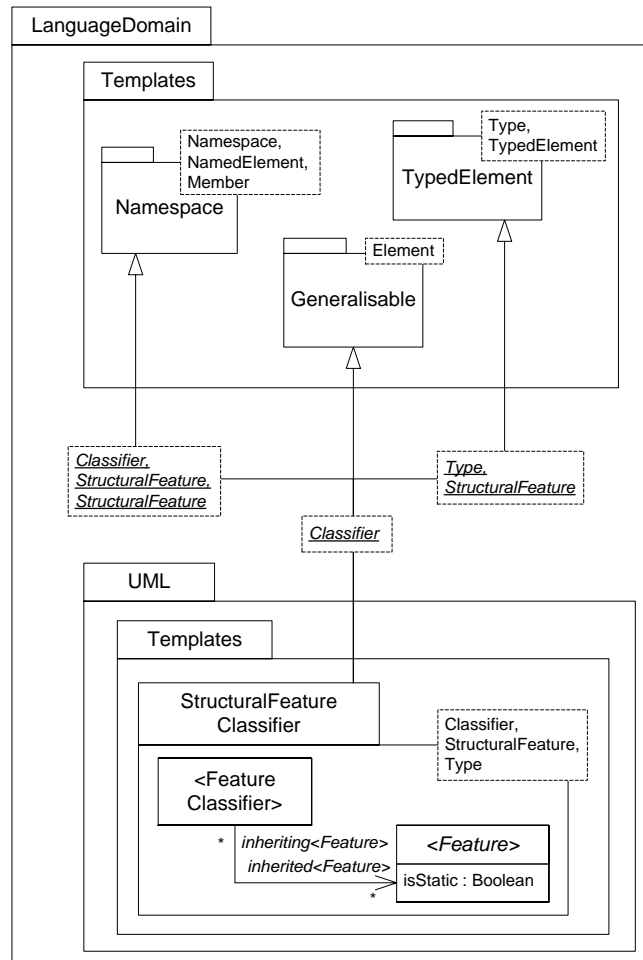 LanguageDomain
Templates
Namespace,
NamedElement,
Member
Namespace
Type,
TypedElement
TypedElement
Element
Generalisable
Classifier,
StructuralFeature,
StructuralFeature
Type,
StructuralFeature
Classifier
UML
Templates
StructuralFeature
Classifier
Classifier,
StructuralFeature,
Type
<Feature
Classifier>
* inheriting<Feature>
inherited<Feature>
*
<Feature>
isStatic : Boolean